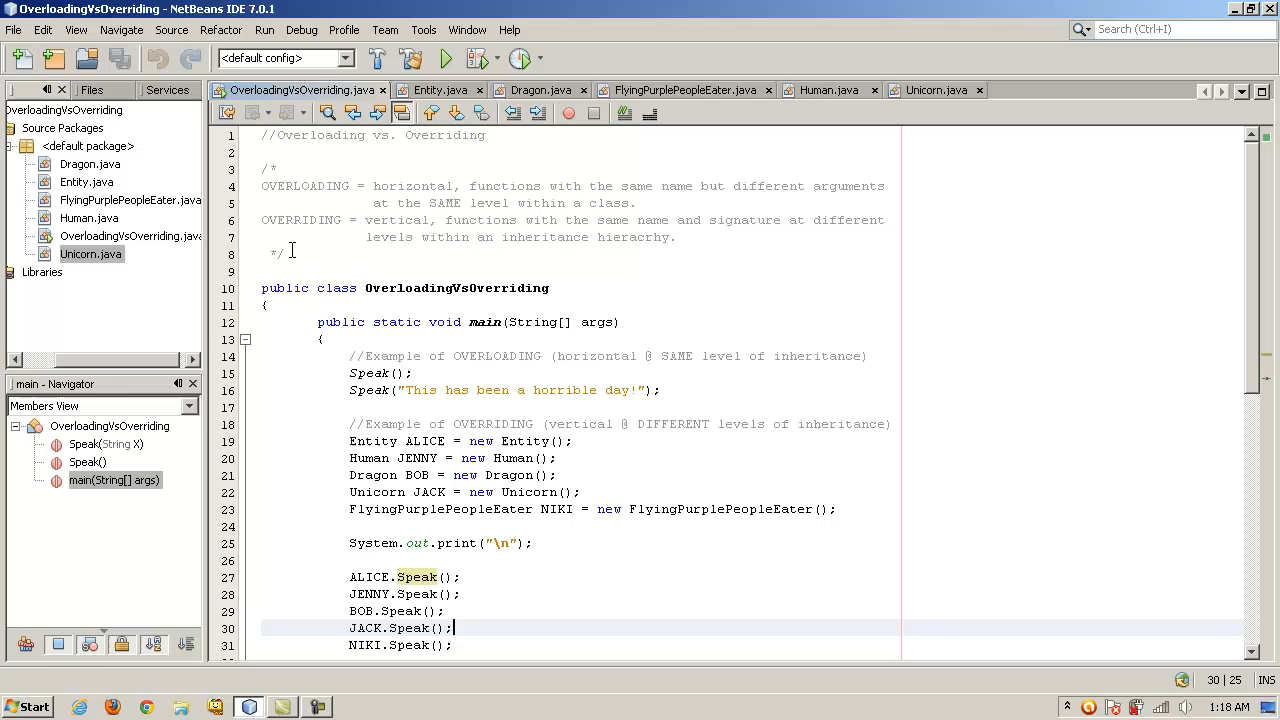 OverloadingVsOverriding - NetBeans IDE 7.0.1
File Edit View Navigate Source Refactor Run Debug Profile Team Tools Window Help
Search (Ctrl+I)
<default config>
Files Services
OverloadingVsOverriding.java Entity.java Dragon.java FlyingPurplePeopleEater.java Human.java Unicorn.java
OverloadingVsOverriding
Source Packages
<default package>
Dragon.java
Entity.java
FlyingPurplePeopleEater.java
Human.java
OverloadingVsOverriding.java
Unicorn.java
Libraries
main - Navigator
Members View
OverloadingVsOverriding
Speak(String X)
Speak()
main(String[] args)
1 //Overloading vs. Overriding
2
3 /*
4 OVERLOADING = horizontal, functions with the same name but different arguments
5 at the SAME level within a class.
6 OVERRIDING = vertical, functions with the same name and signature at different
7 levels within an inheritance hieracrhy.
8 */
9
10 public class OverloadingVsOverriding
11 {
12 public static void main(String[] args)
13 {
14 //Example of OVERLOADING (horizontal @ SAME level of inheritance)
15 Speak();
16 Speak("This has been a horrible day!");
17
18 //Example of OVERRIDING (vertical @ DIFFERENT levels of inheritance)
19 Entity ALICE = new Entity();
20 Human JENNY = new Human();
21 Dragon BOB = new Dragon();
22 Unicorn JACK = new Unicorn();
23 FlyingPurplePeopleEater NIKI = new FlyingPurplePeopleEater();
24
25 System.out.print("\n");
26
27 ALICE.Speak();
28 JENNY.Speak();
29 BOB.Speak();
30 JACK.Speak();
31 NIKI.Speak();
30 | 25 INS
Start
1:18 AM